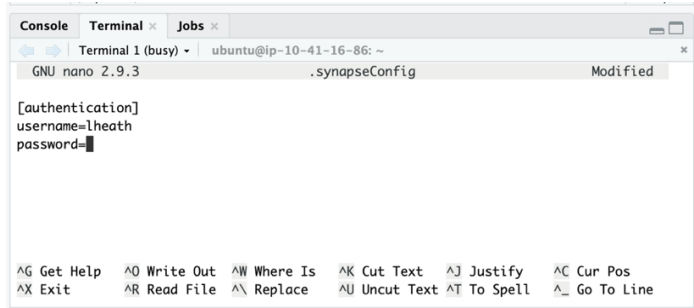 Console Terminal × Jobs ×
Terminal 1 (busy) ubuntu@ip-10-41-16-86: ~
GNU nano 2.9.3 .synapseConfig Modified
[authentication]
username=lheath
password=
^G Get Help ^O Write Out ^W Where Is ^K Cut Text ^J Justify ^C Cur Pos
^X Exit ^R Read File ^\ Replace ^U Uncut Text ^T To Spell ^_ Go To Line